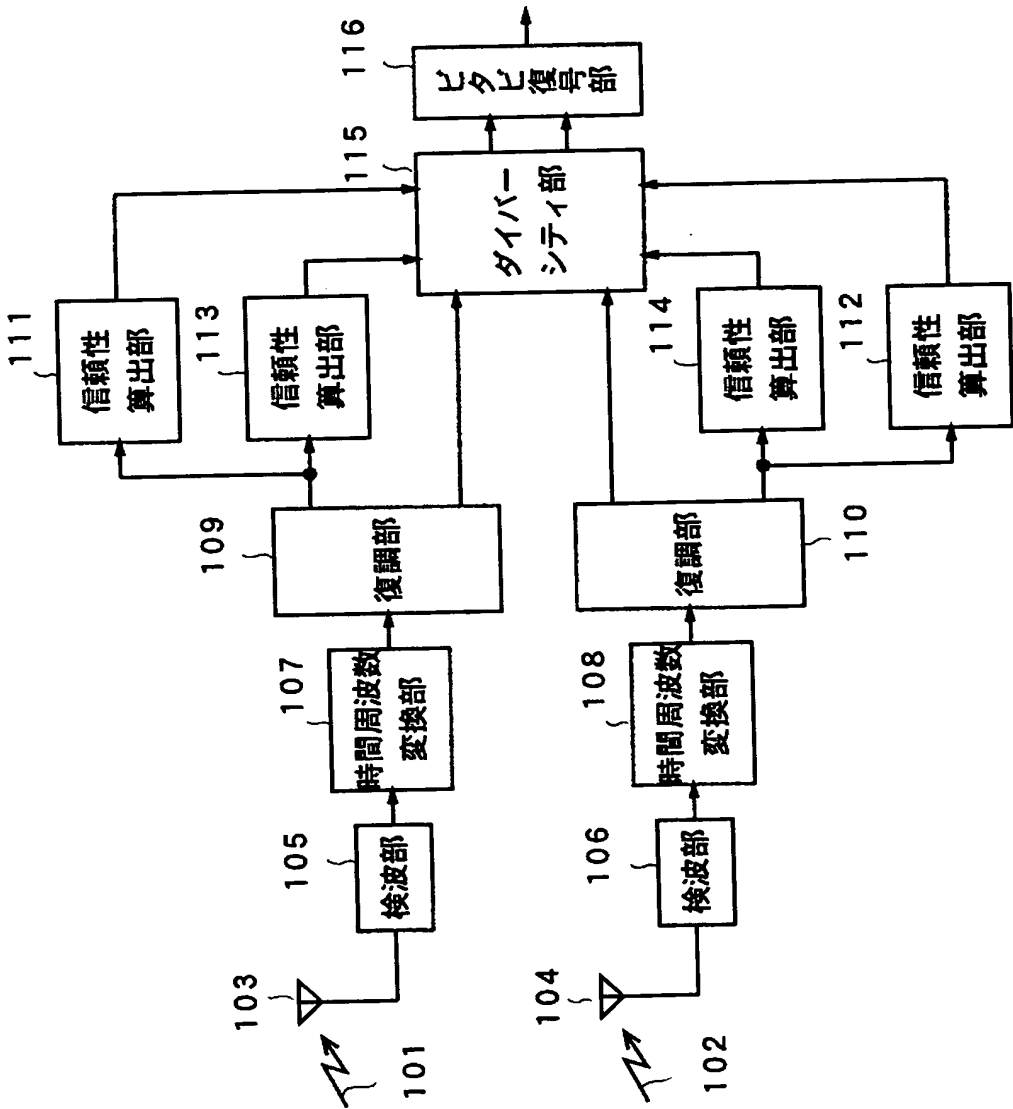 101
103
105
検波部
107
時間周波数
変換部
109
復調部
111
信頼性
算出部
113
信頼性
算出部
115
ダイバー
シティ部
116
ビタビ復号部
102
104
106
検波部
108
時間周波数
変換部
110
復調部
114
信頼性
算出部
112
信頼性
算出部